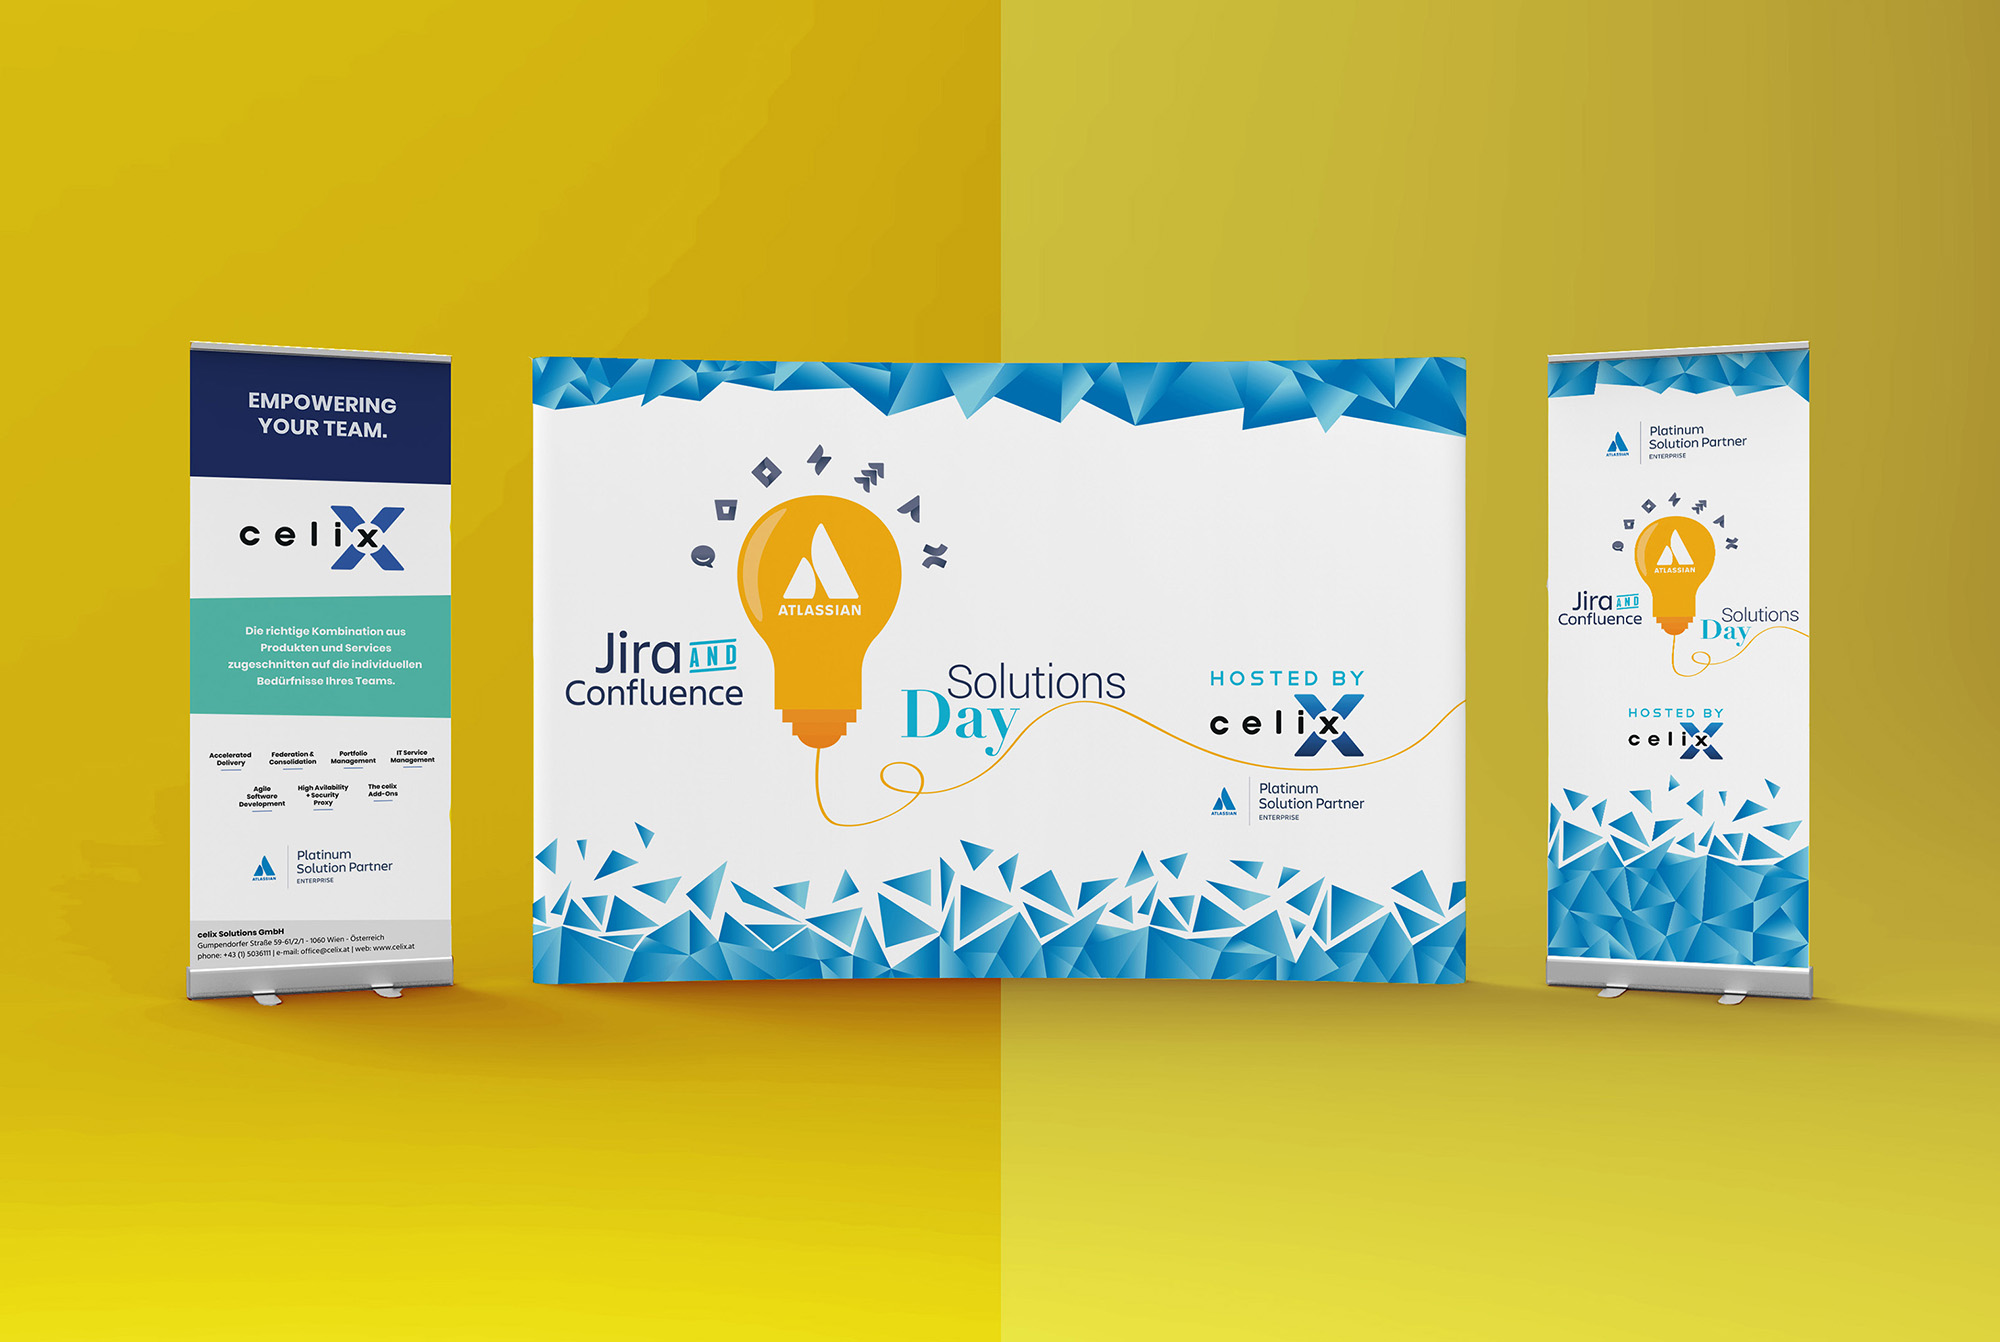 EMPOWERING
YOUR TEAM.
celix
Die richtige Kombination aus
Produkten und Services
zugeschnitten auf die individuellen
Bedürfnisse Ihres Teams.
Accelerated
Delivery
Federation &
Consolidation
Portfolio
Management
IT Service
Management
Agile
Software
Development
High Avilability
+ Security
Proxy
The celix
Add-Ons
ATLASSIAN
Platinum
Solution Partner
ENTERPRISE
celix Solutions GmbH
Gumpendorfer Straße 59-61/2/1 - 1060 Wien - Österreich
phone: +43 (1) 5036111 | e-mail: office@celix.at | web: www.celix.at
ATLASSIAN
Jira AND
Confluence
Solutions
Day
HOSTED BY
celix
ATLASSIAN
Platinum
Solution Partner
ENTERPRISE
ATLASSIAN
Platinum
Solution Partner
ENTERPRISE
ATLASSIAN
Jira AND
Confluence
Solutions
Day
HOSTED BY
celix